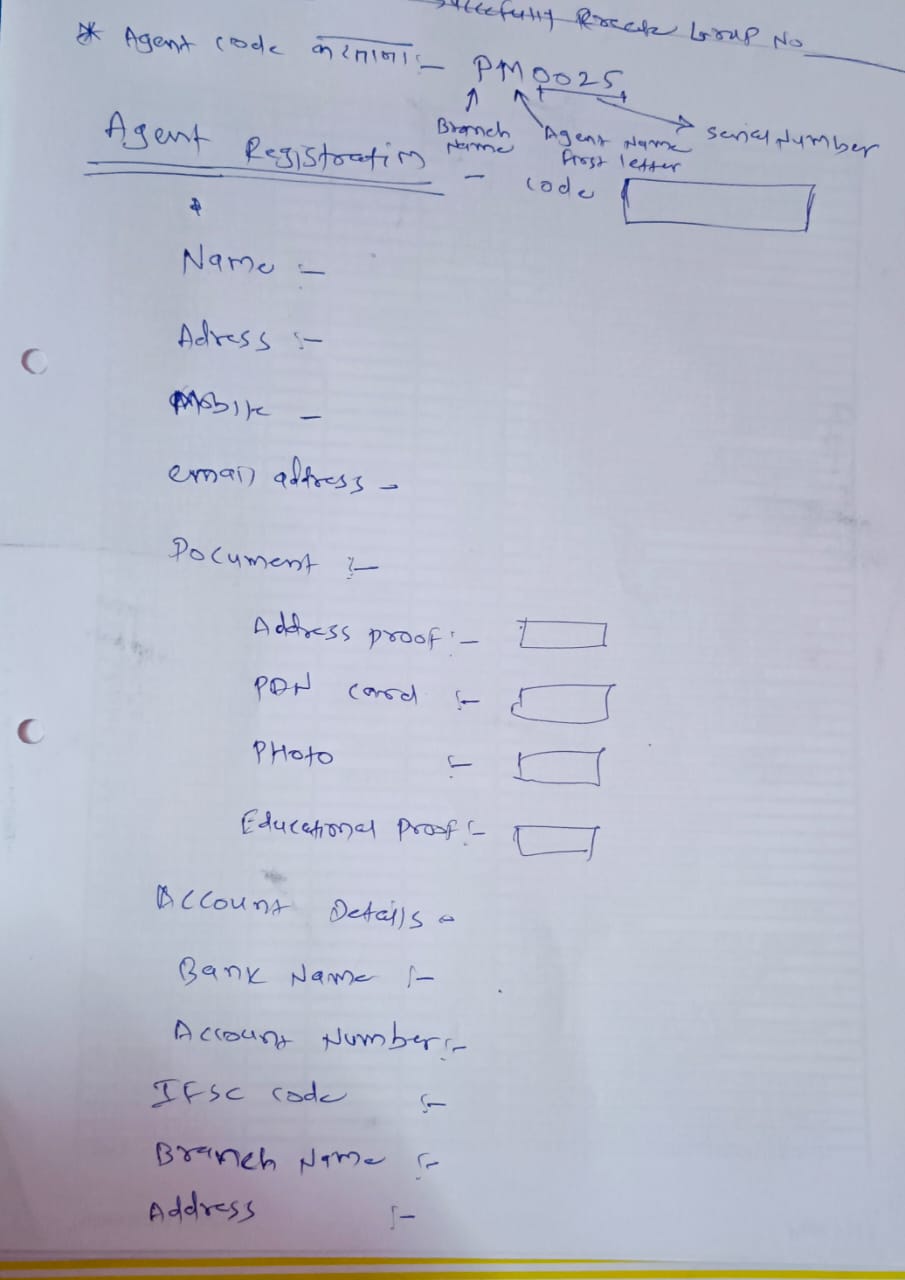 Group No
* Agent code बनवताना :- PM0025
Branch Name
Agent Name First letter
Serial Number
Agent Registration - code
Name :-
Adress :-
Mobile -
email address -
Document :-
Address proof :-
PAN Card :-
PHoto :-
Educational Proof :-
Account Details -
Bank Name :-
Account Number :-
IFSC code :-
Branch Name :-
Address :-